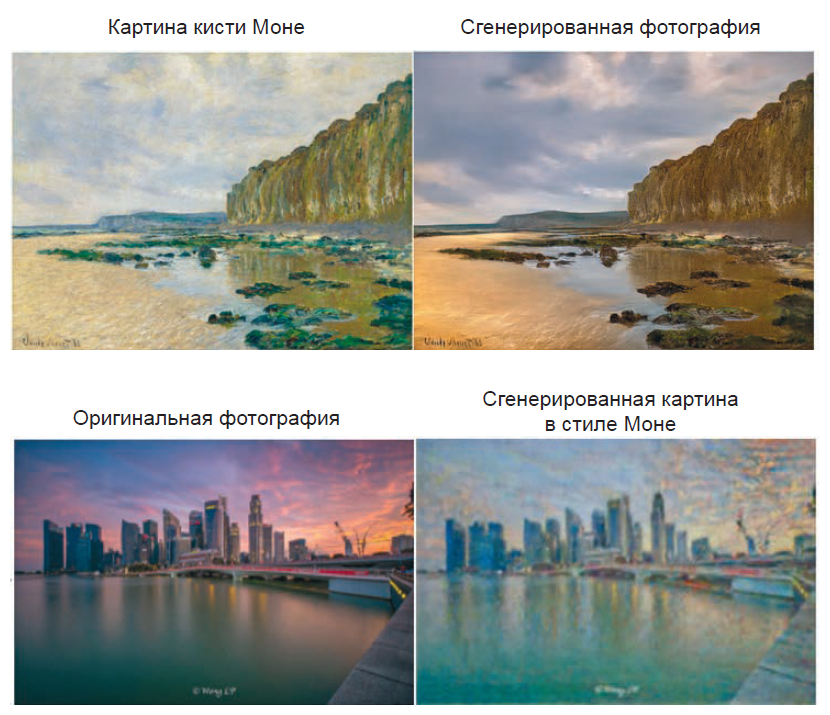 Картина кисти Моне
Сгенерированная фотография
Оригинальная фотография
Сгенерированная картина
в стиле Моне